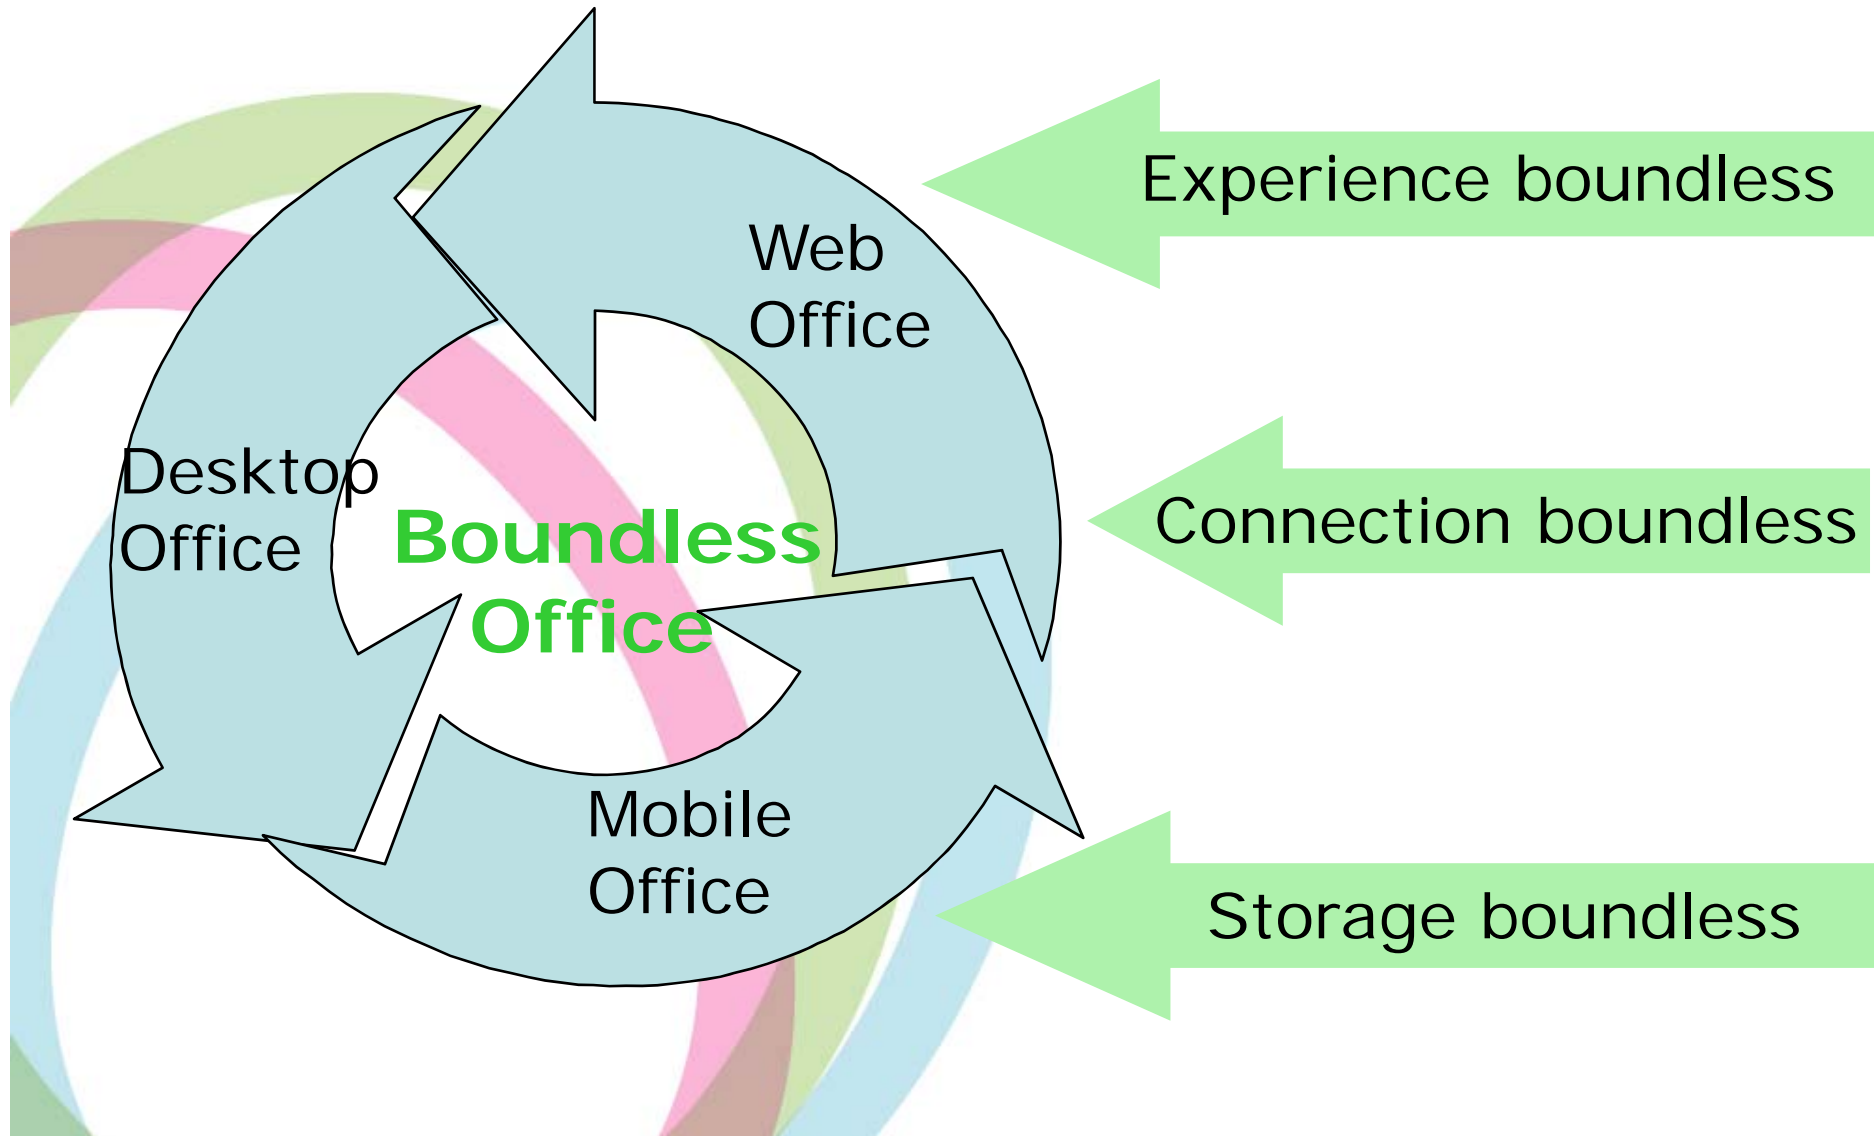 Experience boundless
Web
Office
Desktop
Office
Boundless
Office
Connection boundless
Mobile
Office
Storage boundless